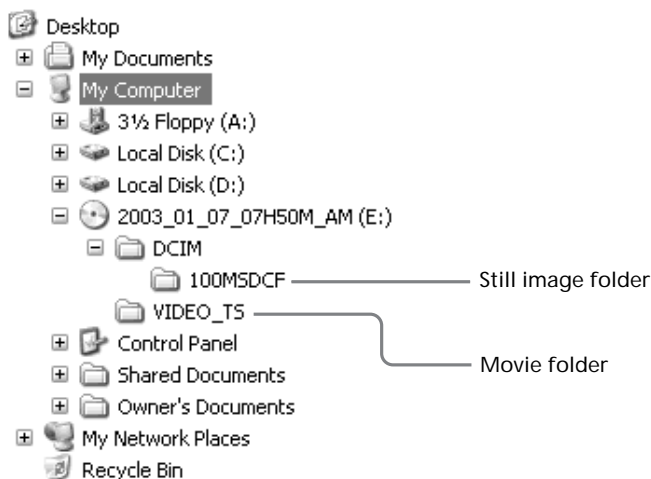 Desktop
My Documents
My Computer
3½ Floppy (A:)
Local Disk (C:)
Local Disk (D:)
2003_01_07_07H50M_AM (E:)
DCIM
100MSDCF
Still image folder
VIDEO_TS
Control Panel
Movie folder
Shared Documents
Owner's Documents
My Network Places
Recycle Bin